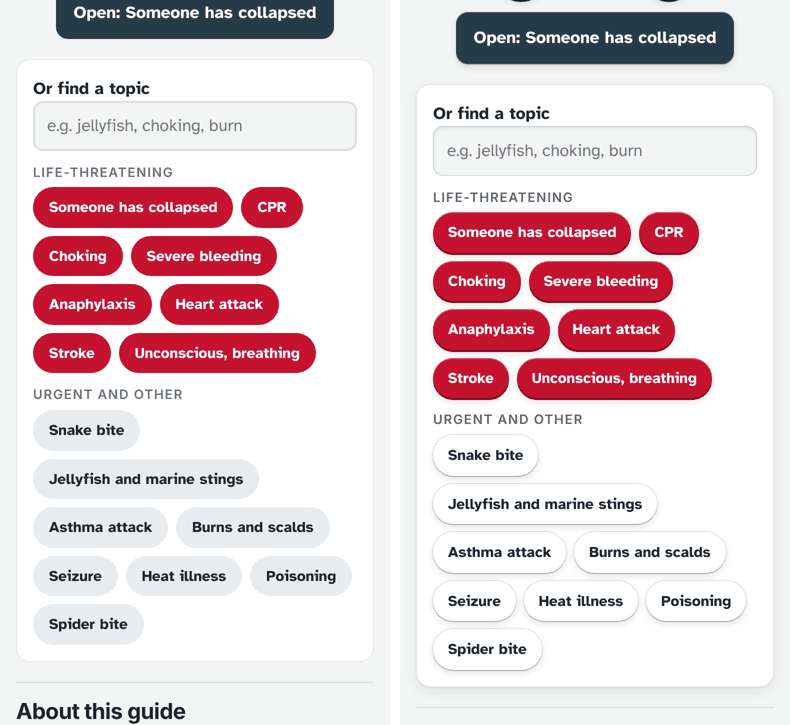 Open: Someone has collapsed
Or find a topic
e.g. jellyfish, choking, burn
LIFE-THREATENING
Someone has collapsed
CPR
Choking
Severe bleeding
Anaphylaxis
Heart attack
Stroke
Unconscious, breathing
URGENT AND OTHER
Snake bite
Jellyfish and marine stings
Asthma attack
Burns and scalds
Seizure
Heat illness
Poisoning
Spider bite
About this guide
Open: Someone has collapsed
Or find a topic
e.g. jellyfish, choking, burn
LIFE-THREATENING
Someone has collapsed
CPR
Choking
Severe bleeding
Anaphylaxis
Heart attack
Stroke
Unconscious, breathing
URGENT AND OTHER
Snake bite
Jellyfish and marine stings
Asthma attack
Burns and scalds
Seizure
Heat illness
Poisoning
Spider bite